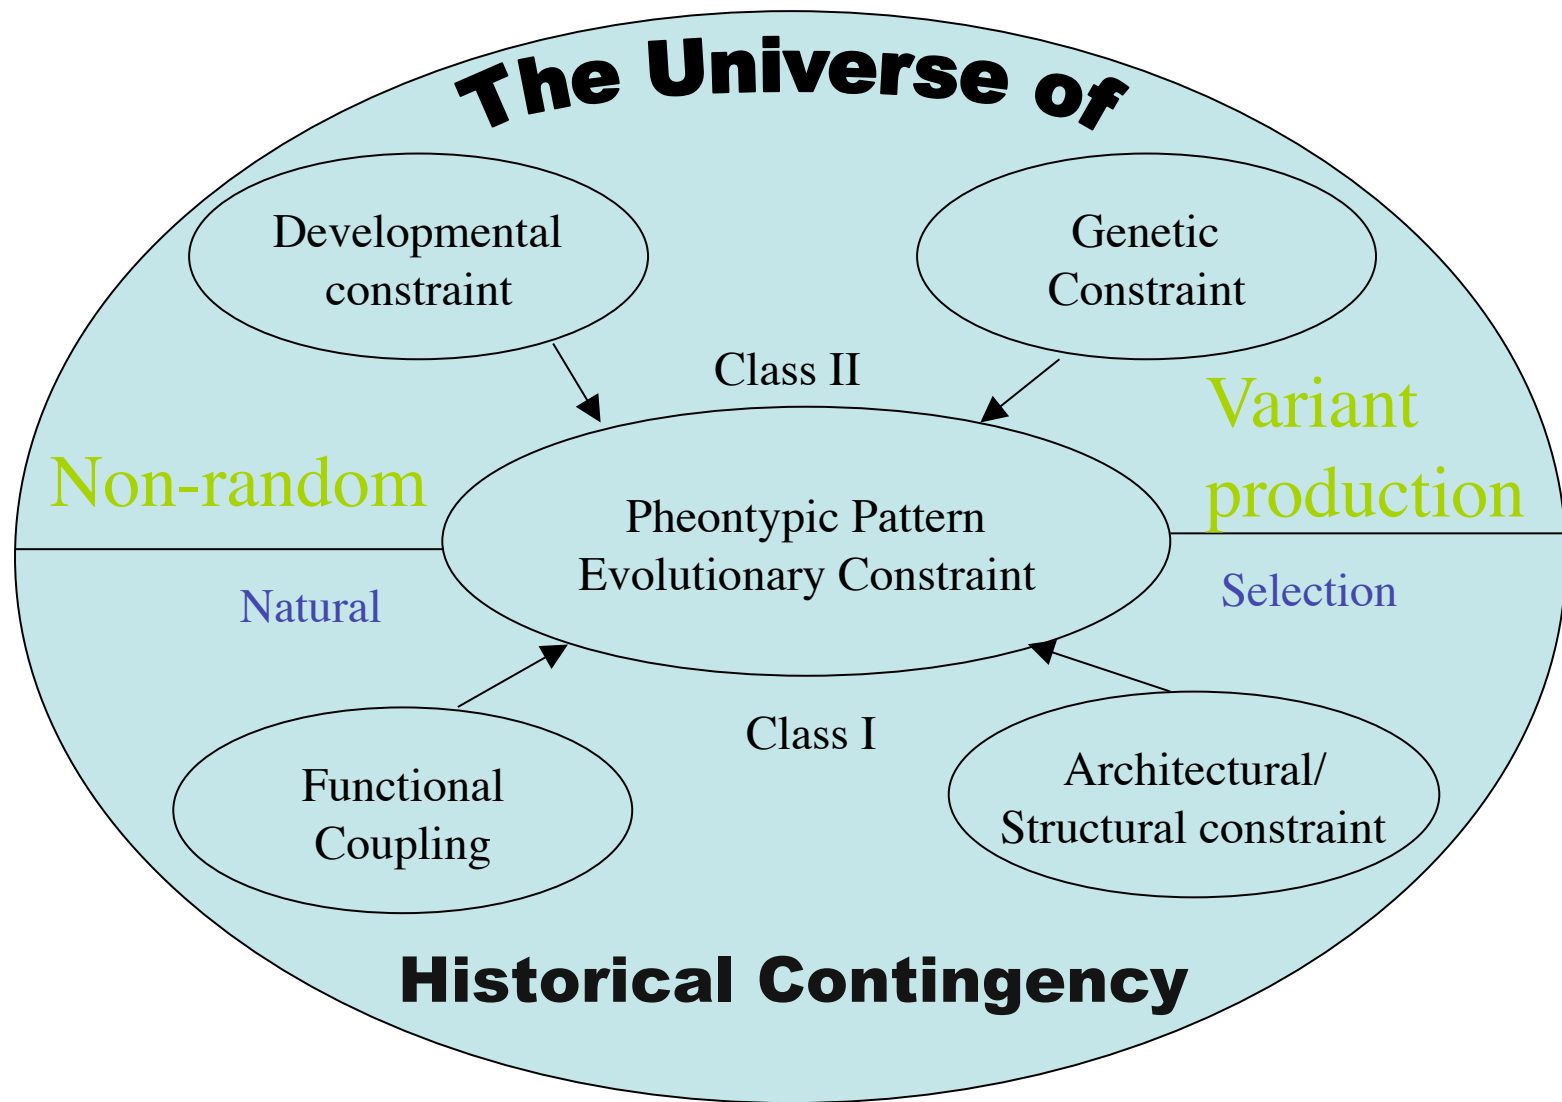 The Universe of
Developmental
constraint
Genetic
Constraint
Class II
Non-random
Variant
production
Pheontypic Pattern
Evolutionary Constraint
Natural
Selection
Class I
Functional
Coupling
Architectural/
Structural constraint
Historical Contingency